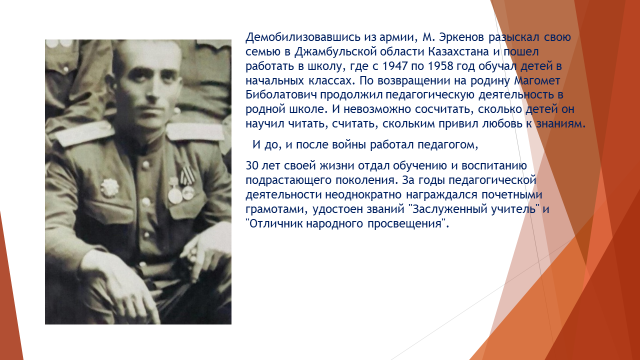 Демобилизовавшись из армии, М. Эркенов разыскал свою
семью в Джамбульской области Казахстана и пошел
работать в школу, где с 1947 по 1958 год обучал детей в
начальных классах. По возвращении на родину Магомет
Биболатович продолжил педагогическую деятельность в
родной школе. И невозможно сосчитать, сколько детей он
научил читать, считать, скольким привил любовь к знаниям.
И до, и после войны работал педагогом,
30 лет своей жизни отдал обучению и воспитанию
подрастающего поколения. За годы педагогической
деятельности неоднократно награждался почетными
грамотами, удостоен званий "Заслуженный учитель" и
"Отличник народного просвещения".